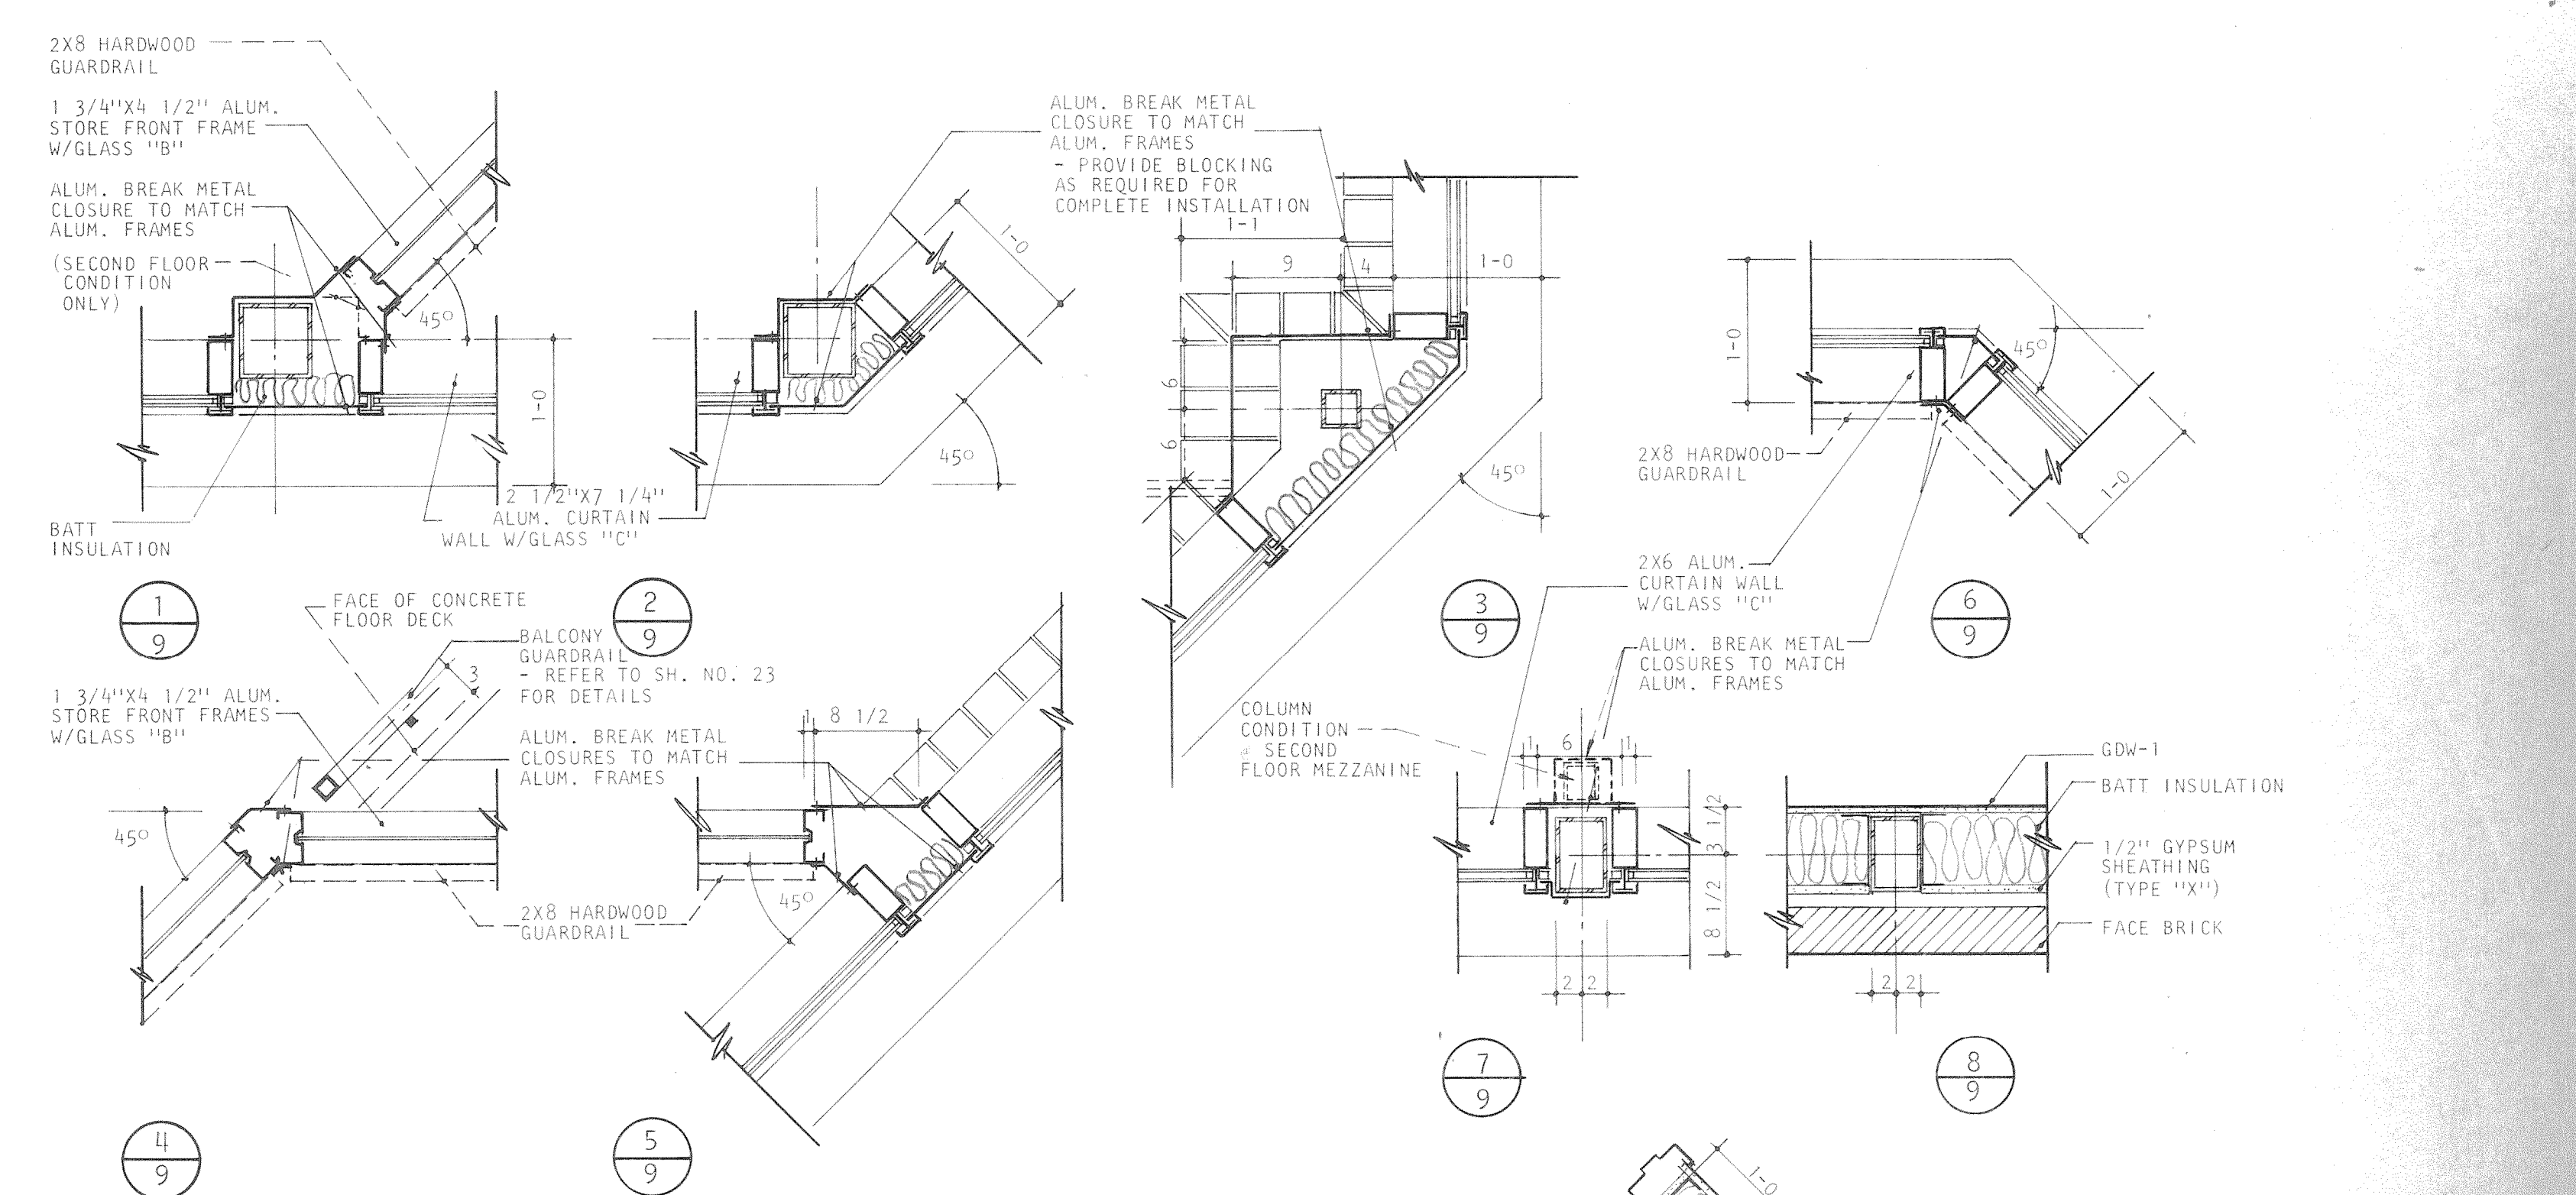 2X8 HARDWOOD
GUARDRAIL
1 3/4"X4 1/2" ALUM.
STORE FRONT FRAME
W/GLASS "B"
ALUM. BREAK METAL
CLOSURE TO MATCH
ALUM. FRAMES
(SECOND FLOOR
CONDITION
ONLY)
45°
1-0
BATT
INSULATION
1
9
1-0
45°
2 1/2"X7 1/4"
ALUM. CURTAIN
WALL W/GLASS "C"
2
9
ALUM. BREAK METAL
CLOSURE TO MATCH
ALUM. FRAMES
- PROVIDE BLOCKING
AS REQUIRED FOR
COMPLETE INSTALLATION
1-1
9
4
1-0
6
6
45°
3
9
1-0
45°
2X8 HARDWOOD
GUARDRAIL
1-0
2X6 ALUM.
CURTAIN WALL
W/GLASS "C"
6
9
ALUM. BREAK METAL
CLOSURES TO MATCH
ALUM. FRAMES
FACE OF CONCRETE
FLOOR DECK
BALCONY
GUARDRAIL
- REFER TO SH. NO. 23
FOR DETAILS
3
1 3/4"X4 1/2" ALUM.
STORE FRONT FRAMES
W/GLASS "B"
45°
ALUM. BREAK METAL
CLOSURES TO MATCH
ALUM. FRAMES
2X8 HARDWOOD
GUARDRAIL
4
9
1
8 1/2
45°
5
9
COLUMN
CONDITION
@ SECOND
FLOOR MEZZANINE
1
6
1
3 1/2
8 1/2
2
2
7
9
GDW-1
BATT INSULATION
1/2" GYPSUM
SHEATHING
(TYPE "X")
FACE BRICK
2
2
8
9
1-0